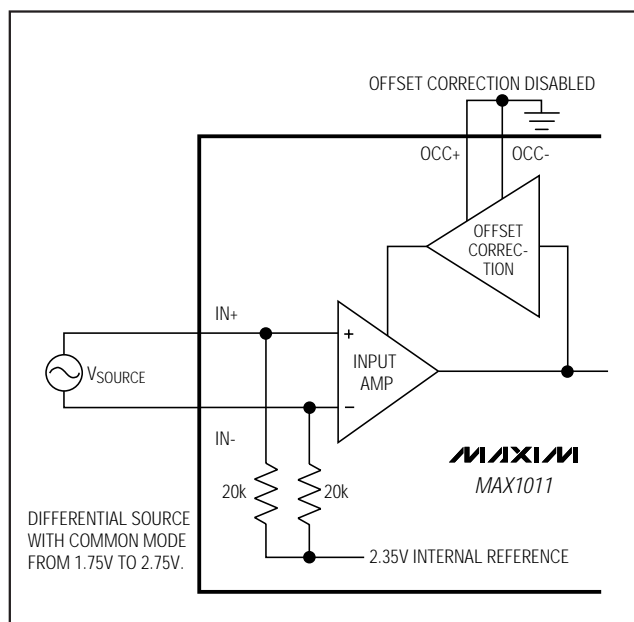 OFFSET CORRECTION DISABLED
OCC+
OCC-
OFFSET
CORREC-
TION
IN+
+
INPUT
AMP
−
VSOURCE
IN-
MAXIM
MAX1011
20k
20k
DIFFERENTIAL SOURCE
WITH COMMON MODE
FROM 1.75V TO 2.75V.
2.35V INTERNAL REFERENCE